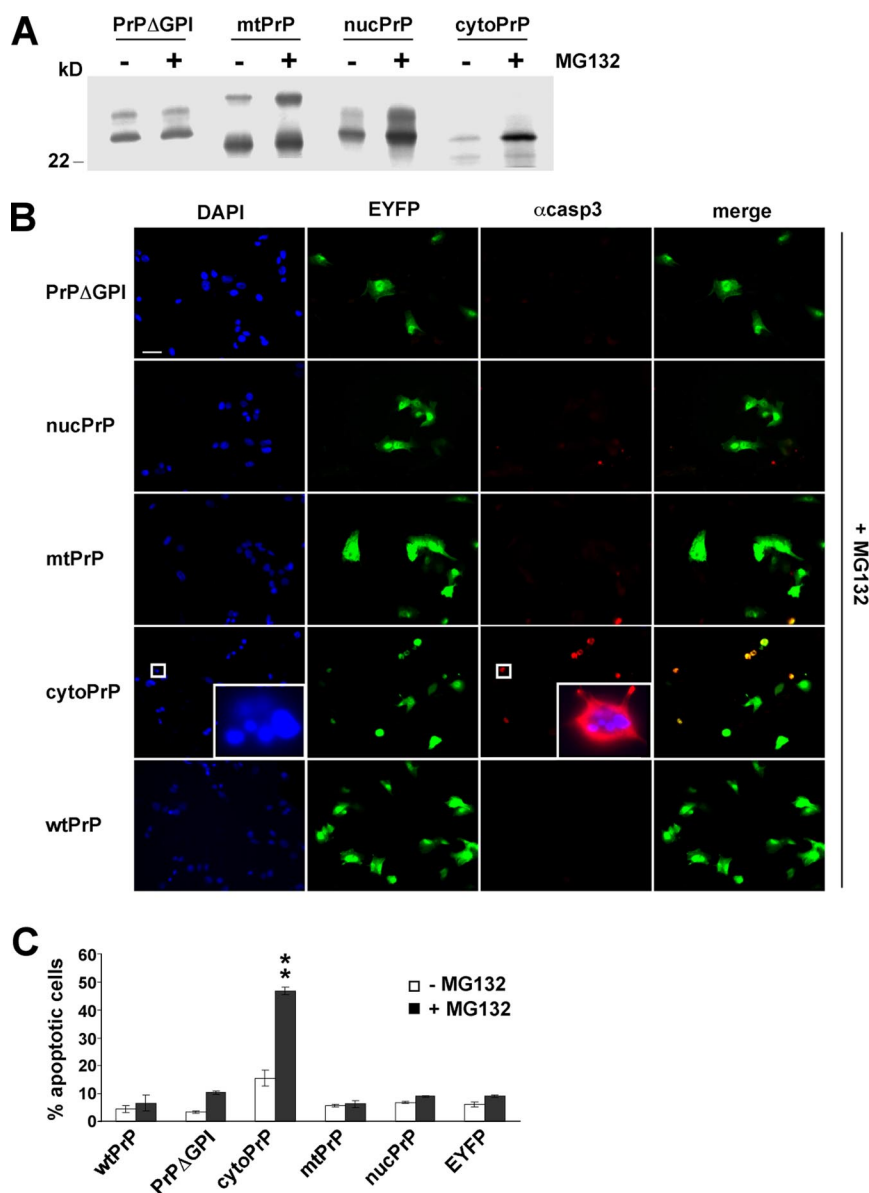 A
PrPΔGPI mtPrP nucPrP cytoPrP
- + - + - + - + MG132
kD
22
B
DAPI EYFP αcasp3 merge
PrPΔGPI
nucPrP
mtPrP
cytoPrP
wtPrP
+ MG132
C
% apoptotic cells
60
50
40
30
20
10
0
**
- MG132
+ MG132
wtPrP PrPΔGPI cytoPrP mtPrP nucPrP EYFP